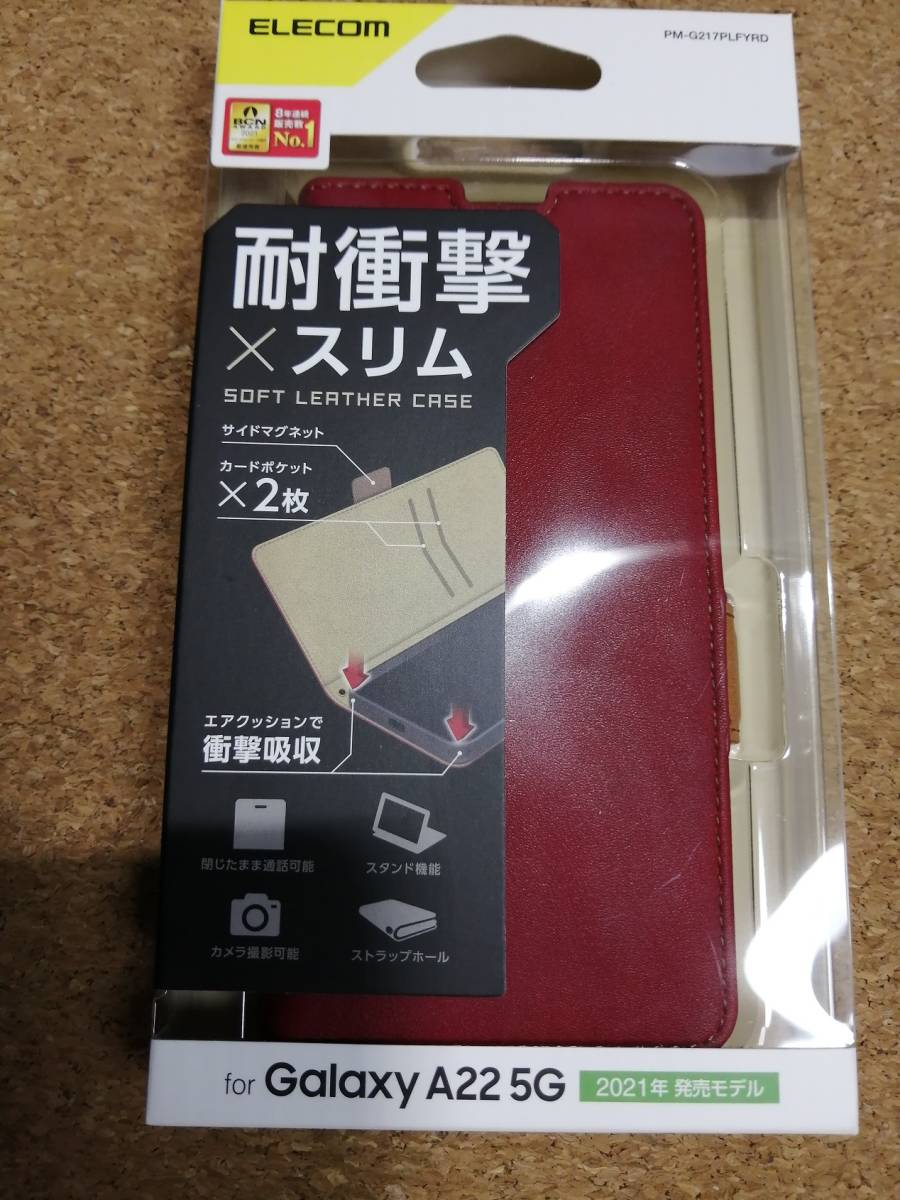 ELECOM
PM-G217PLFYRD
BCN
AWARD
2021
8年連続
販売数
No.1
耐衝撃
×スリム
SOFT LEATHER CASE
サイドマグネット
カードポケット
×2枚
エアクッションで
衝撃吸収
閉じたまま通話可能
スタンド機能
カメラ撮影可能
ストラップホール
for Galaxy A22 5G
2021年 発売モデル